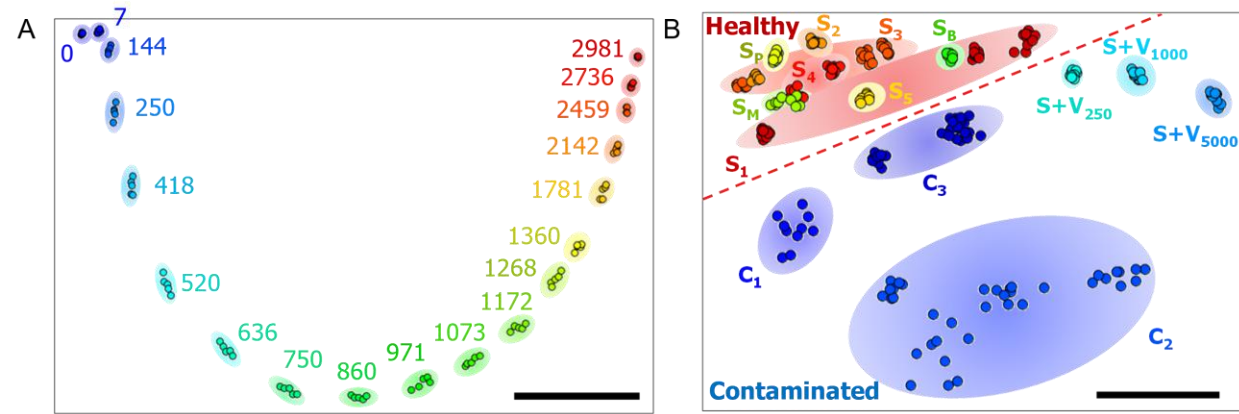 A
7
0
144
250
418
520
636
750
860
971
1073
1172
1268
1360
1781
2142
2459
2736
2981
B
Healthy
S2
S3
SP
SB
S4
SM
S5
S1
S+V1000
S+V250
S+V5000
C3
C1
C2
Contaminated